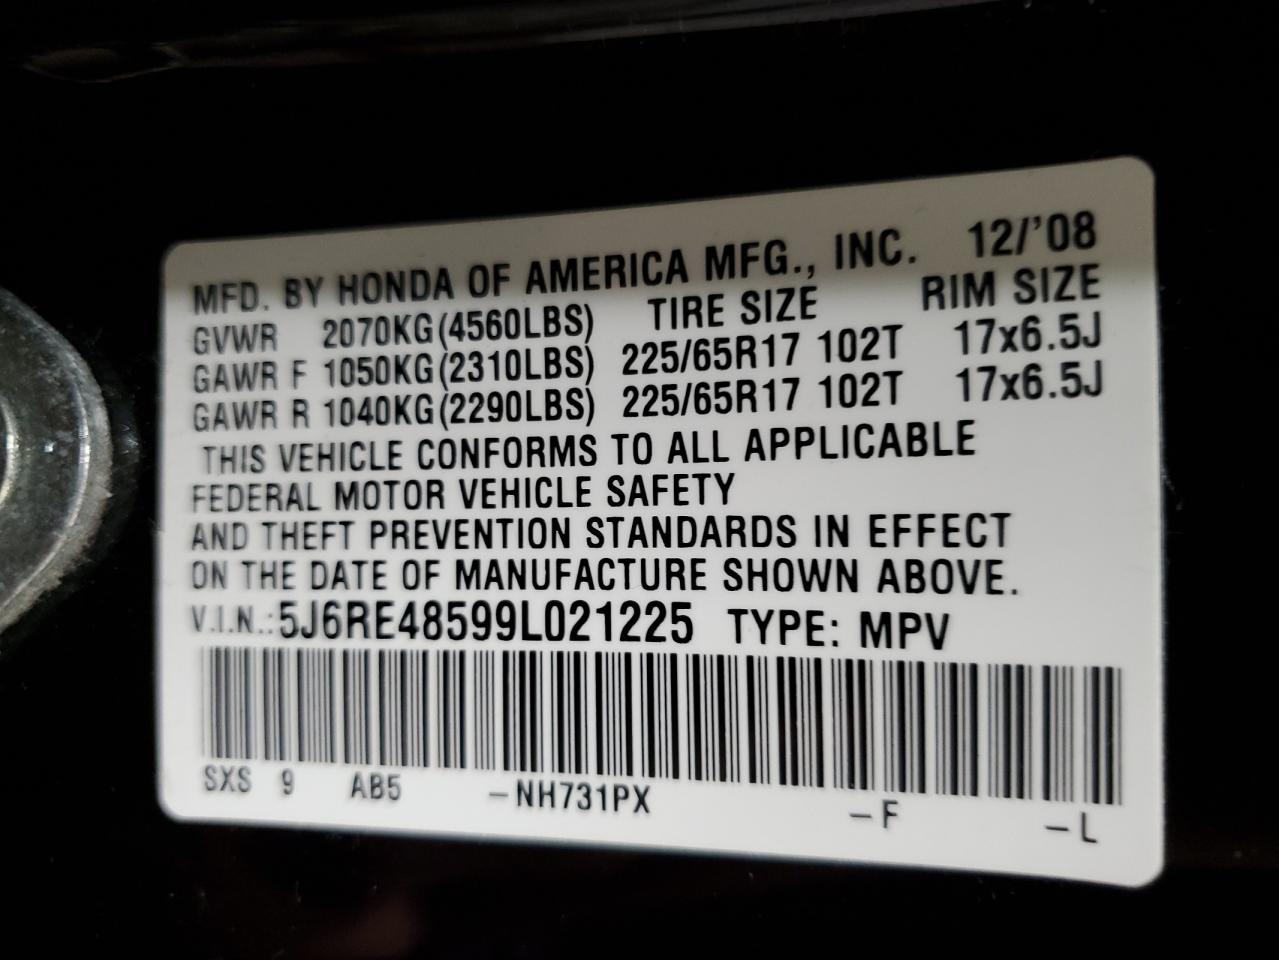 MFD. BY HONDA OF AMERICA MFG., INC. 12/'08
GVWR 2070KG(4560LBS) TIRE SIZE RIM SIZE
GAWR F 1050KG(2310LBS) 225/65R17 102T 17x6.5J
GAWR R 1040KG(2290LBS) 225/65R17 102T 17x6.5J
THIS VEHICLE CONFORMS TO ALL APPLICABLE
FEDERAL MOTOR VEHICLE SAFETY
AND THEFT PREVENTION STANDARDS IN EFFECT
ON THE DATE OF MANUFACTURE SHOWN ABOVE.
V.I.N.: 5J6RE48599L021225 TYPE: MPV
SXS 9 AB5 -NH731PX -F -L